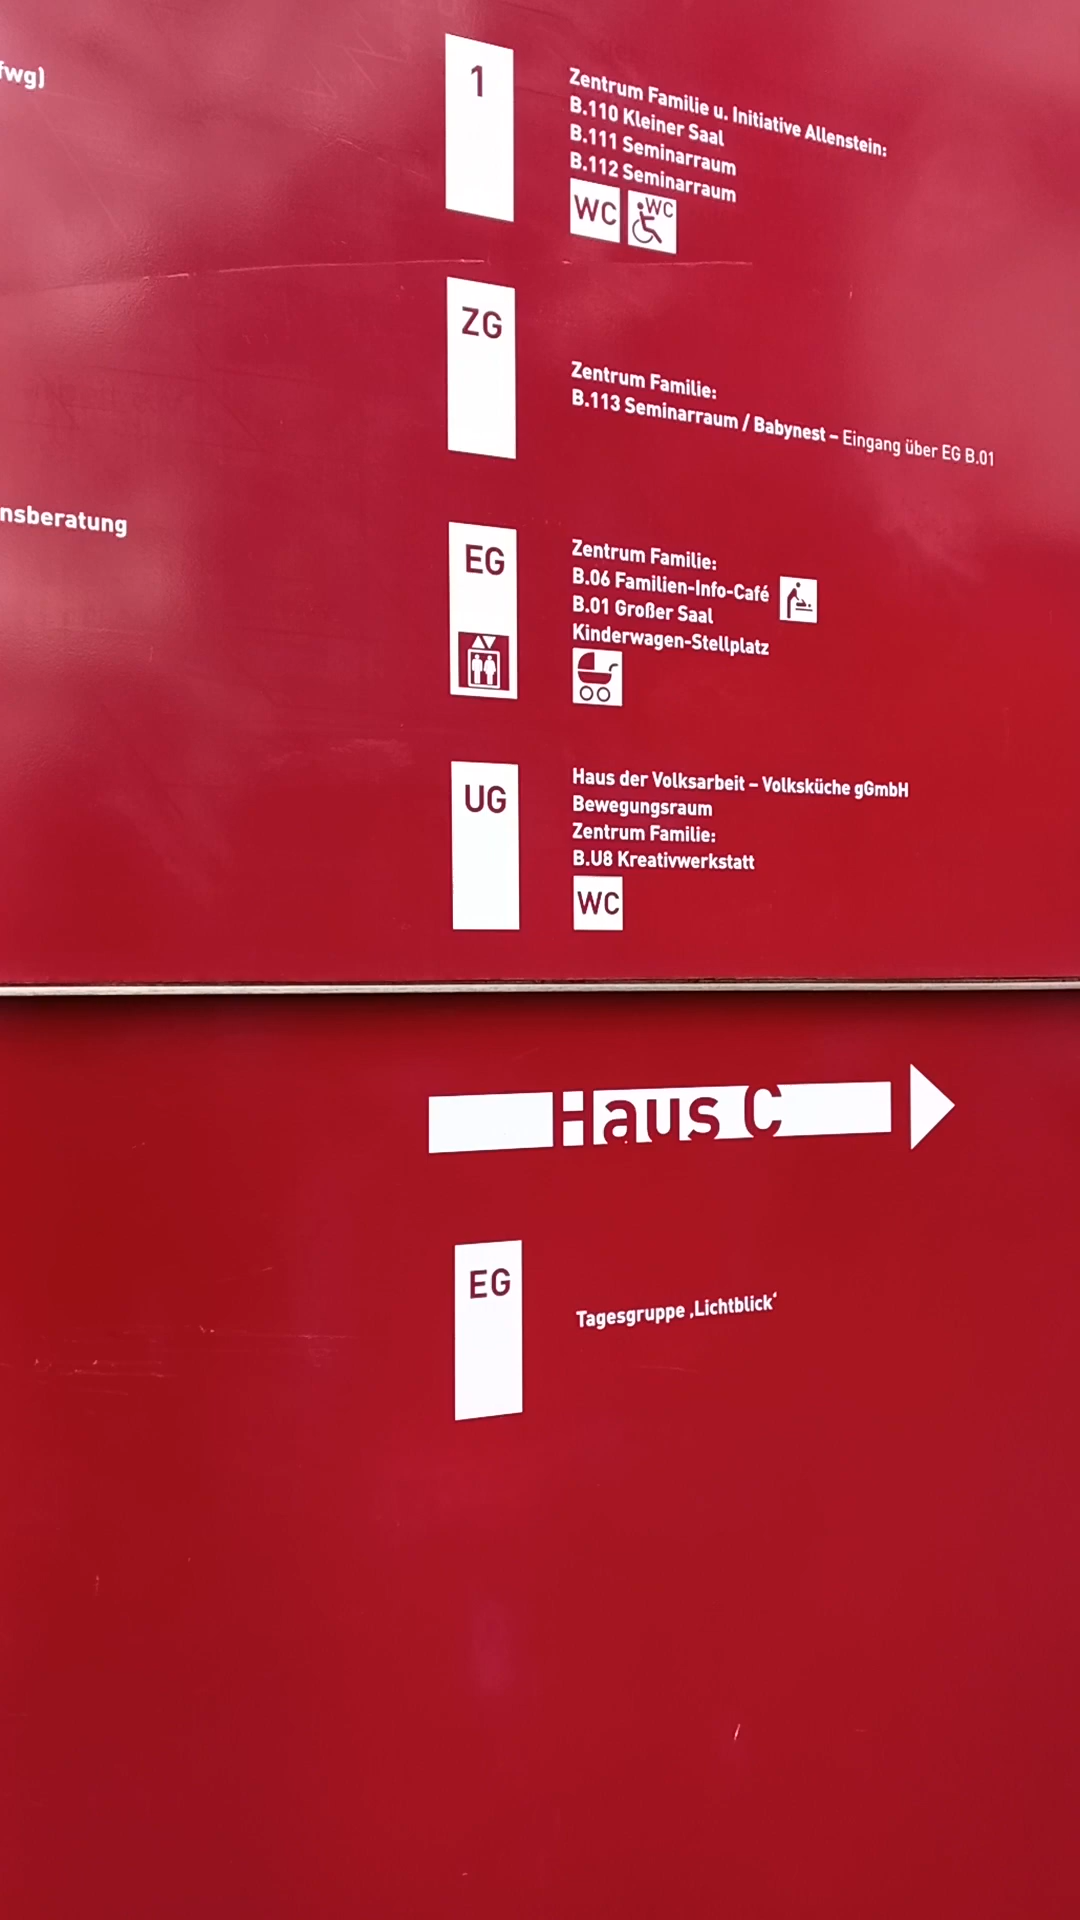 fwg)
nsberatung
1
Zentrum Familie u. Initiative Allenstein:
B.110 Kleiner Saal
B.111 Seminarraum
B.112 Seminarraum
WC WC
ZG
Zentrum Familie:
B.113 Seminarraum / Babynest – Eingang über EG B.01
EG
Zentrum Familie:
B.06 Familien-Info-Café
B.01 Großer Saal
Kinderwagen-Stellplatz
UG
Haus der Volksarbeit – Volksküche gGmbH
Bewegungsraum
Zentrum Familie:
B.U8 Kreativwerkstatt
WC
Haus C
EG
Tagesgruppe ‚Lichtblick‘